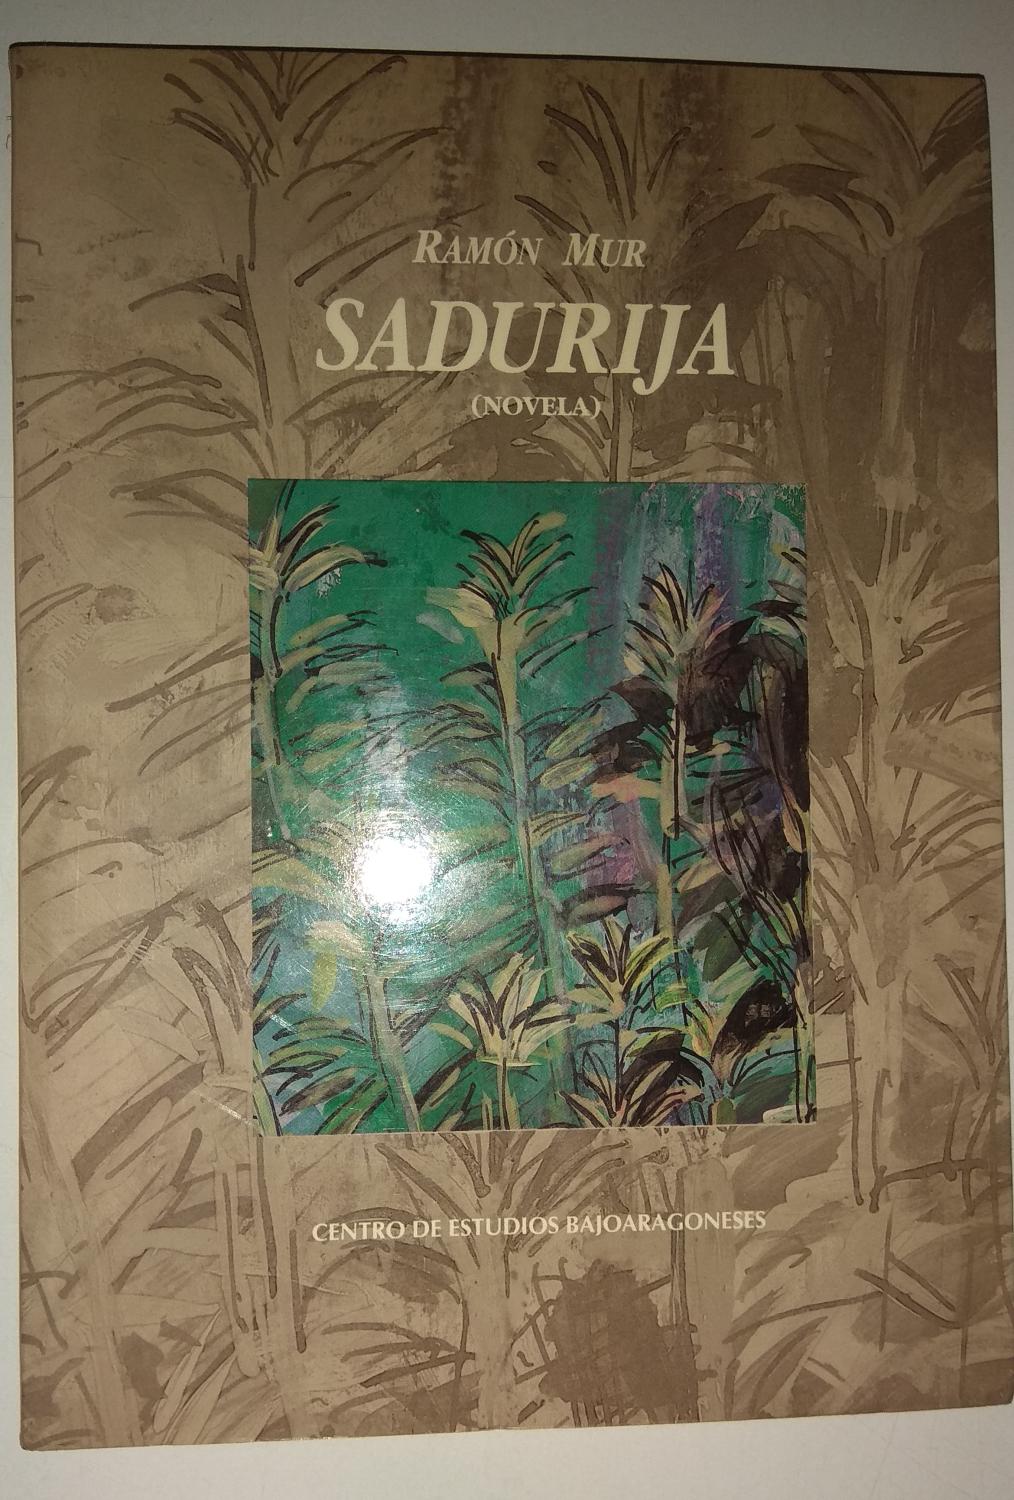 RAMÓN MUR
SADURIJA
(NOVELA)
CENTRO DE ESTUDIOS BAJOARAGONESES